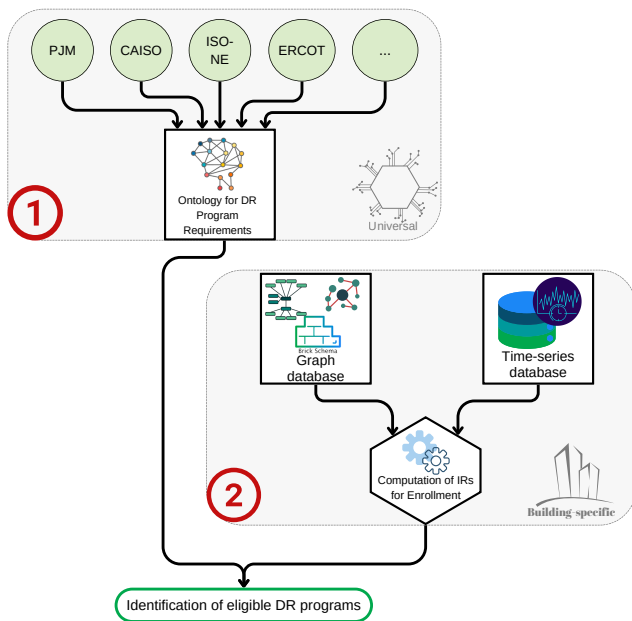 PJM
CAISO
ISO-
NE
ERCOT
...
Ontology for DR
Program
Requirements
1
Universal
Brick Schema
Graph
database
Time-series
database
Computation of IRs
for Enrollment
2
Building-specific
Identification of eligible DR programs